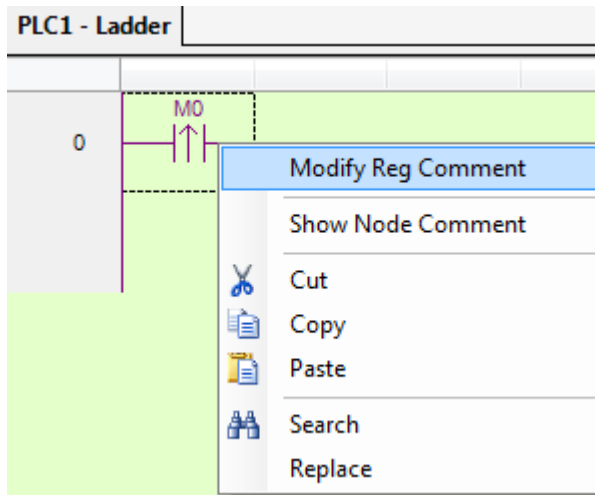 PLC1 - Ladder
M0
0
Modify Reg Comment
Show Node Comment
Cut
Copy
Paste
Search
Replace